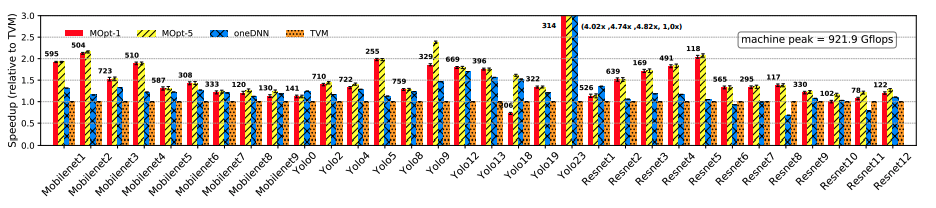 Speedup (relative to TVM)
3.0
2.5
2.0
1.5
1.0
0.5
0.0
MOpt-1 MOpt-5 oneDNN TVM
314 (4.02x ,4.74x ,4.82x, 1,0x)
machine peak = 921.9 Gflops
595 504 723 510 587 308 333 120 130 141 710 722 255 759 329 669 396 206 322 526 639 169 491 118 565 295 117 330 102 78 122
Mobilenet1 Mobilenet2 Mobilenet3 Mobilenet4 Mobilenet5 Mobilenet6 Mobilenet7 Mobilenet8 Mobilenet9 Yolo0 Yolo2 Yolo4 Yolo5 Yolo8 Yolo9 Yolo12 Yolo13 Yolo18 Yolo19 Yolo23 Resnet1 Resnet2 Resnet3 Resnet4 Resnet5 Resnet6 Resnet7 Resnet8 Resnet9 Resnet10 Resnet11 Resnet12